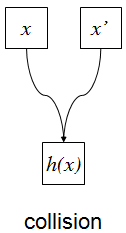 x x’
h(x)
collision